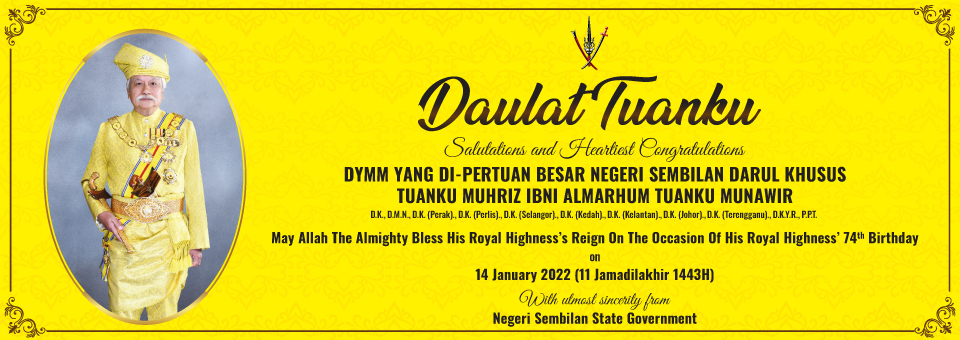 Daulat Tuanku
Salutations and Heartiest Congratulations
DYMM YANG DI-PERTUAN BESAR NEGERI SEMBILAN DARUL KHUSUS
TUANKU MUHRIZ IBNI ALMARHUM TUANKU MUNAWIR
D.K., D.M.N., D.K. (Perak)., D.K. (Perlis)., D.K. (Selangor)., D.K. (Kedah)., D.K. (Kelantan)., D.K. (Johor)., D.K. (Terengganu)., D.K.Y.R., P.P.T.
May Allah The Almighty Bless His Royal Highness's Reign On The Occasion Of His Royal Highness' 74th Birthday
on
14 January 2022 (11 Jamadilakhir 1443H)
With utmost sincerity from
Negeri Sembilan State Government